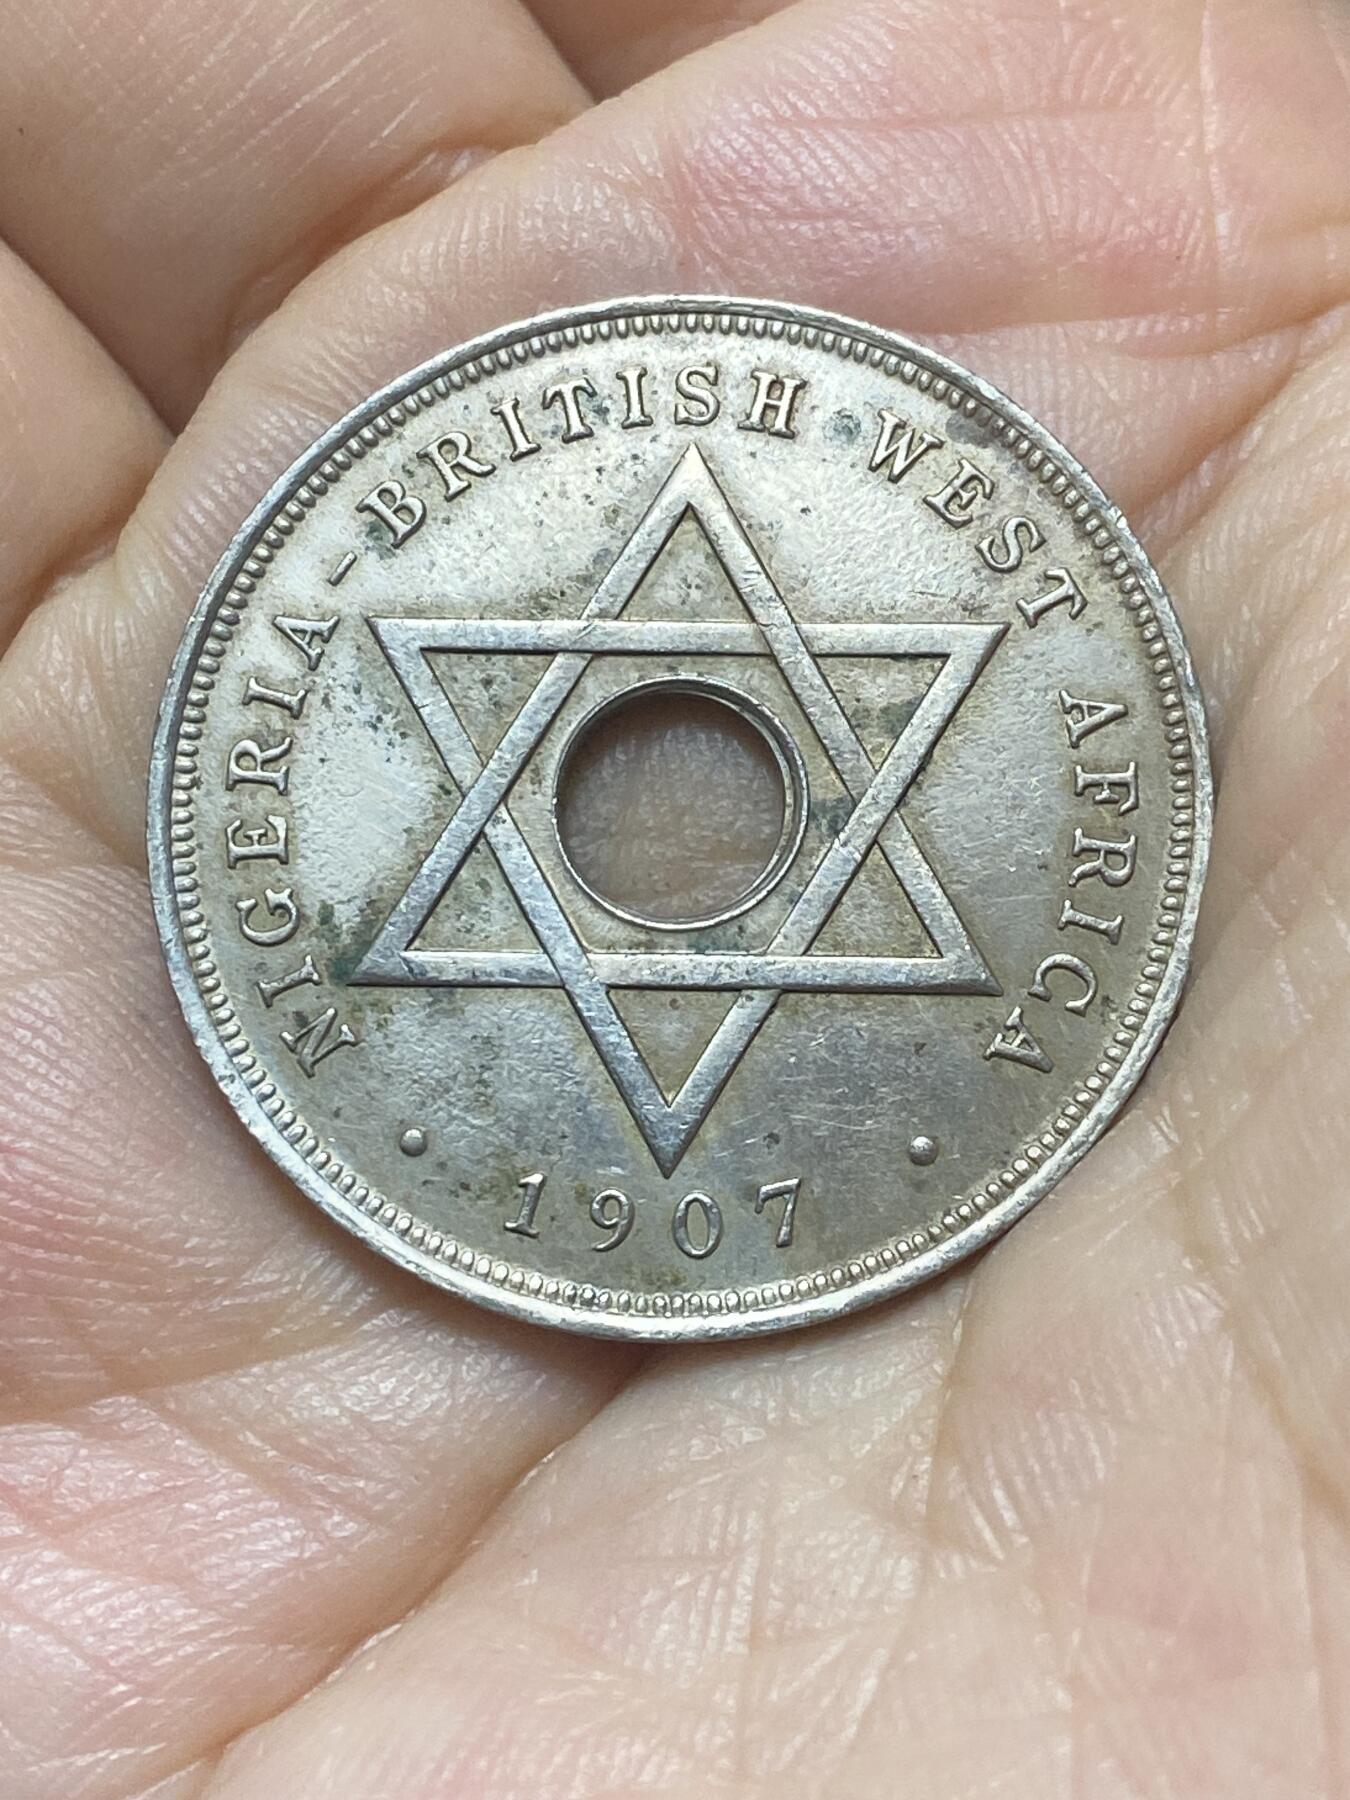 NIGERIA-BRITISH WEST AFRICA
• 1907 •